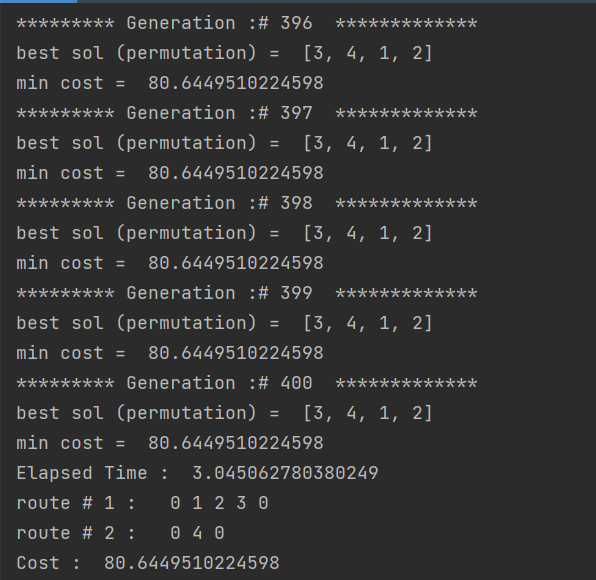 ********* Generation :# 396  *************
best sol (permutation) =  [3, 4, 1, 2]
min cost =  80.6449510224598
********* Generation :# 397  *************
best sol (permutation) =  [3, 4, 1, 2]
min cost =  80.6449510224598
********* Generation :# 398  *************
best sol (permutation) =  [3, 4, 1, 2]
min cost =  80.6449510224598
********* Generation :# 399  *************
best sol (permutation) =  [3, 4, 1, 2]
min cost =  80.6449510224598
********* Generation :# 400  *************
best sol (permutation) =  [3, 4, 1, 2]
min cost =  80.6449510224598
Elapsed Time :  3.045062780380249
route # 1 :   0 1 2 3 0
route # 2 :   0 4 0
Cost :  80.6449510224598